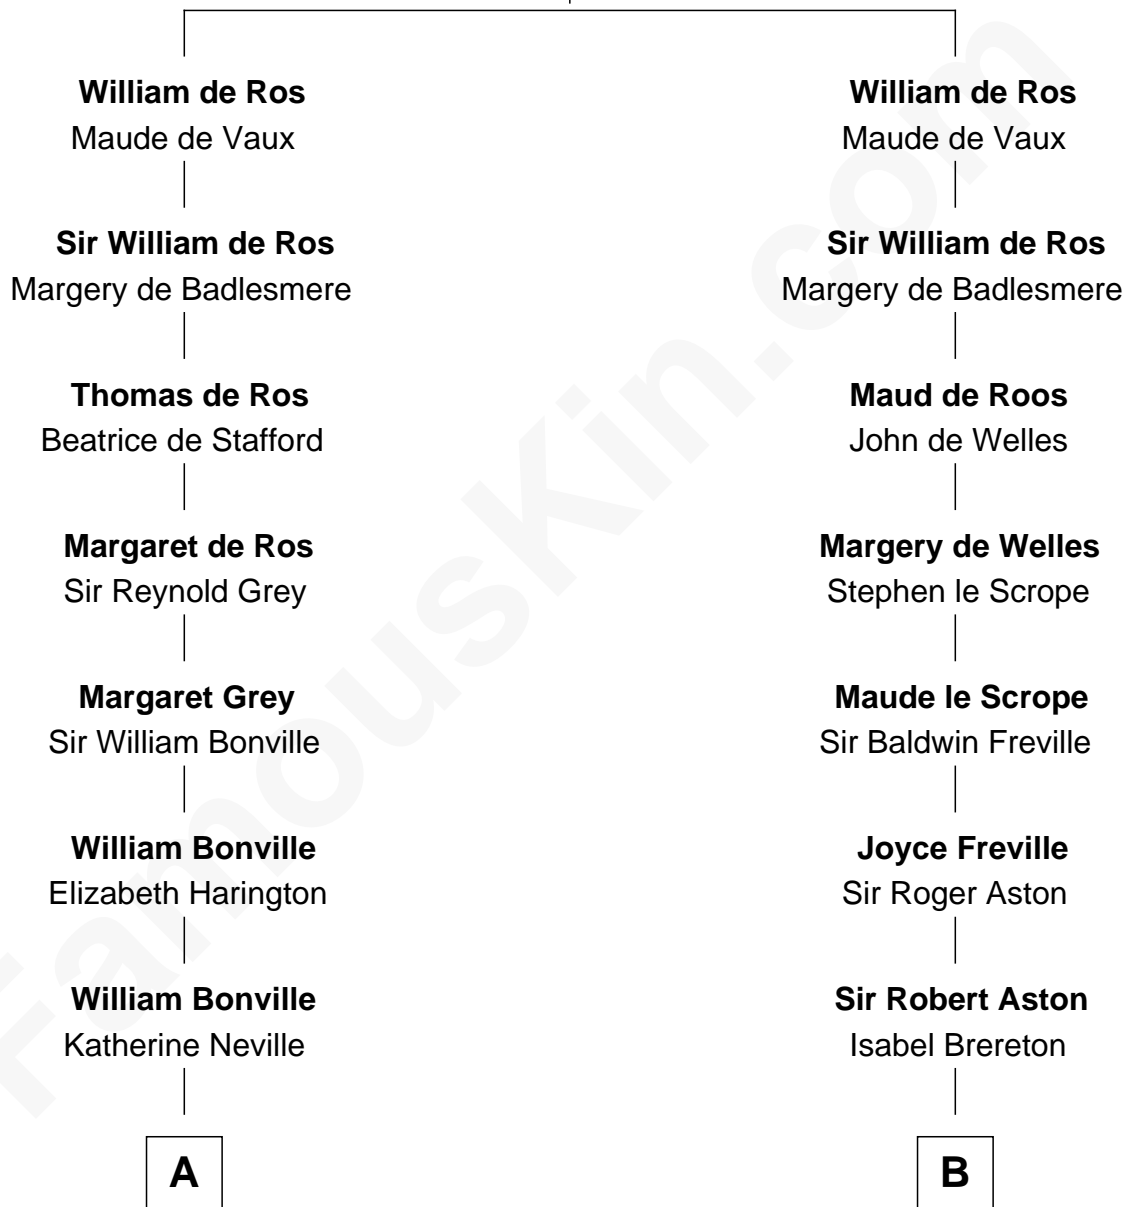 William de Ros
Maude de Vaux
Sir William de Ros
Margery de Badlesmere
Thomas de Ros
Beatrice de Stafford
Margaret de Ros
Sir Reynold Grey
Margaret Grey
Sir William Bonville
William Bonville
Elizabeth Harington
William Bonville
Katherine Neville
A
William de Ros
Maude de Vaux
Sir William de Ros
Margery de Badlesmere
Maud de Roos
John de Welles
Margery de Welles
Stephen le Scrope
Maude le Scrope
Sir Baldwin Freville
Joyce Freville
Sir Roger Aston
Sir Robert Aston
Isabel Brereton
B
FamousKin.com